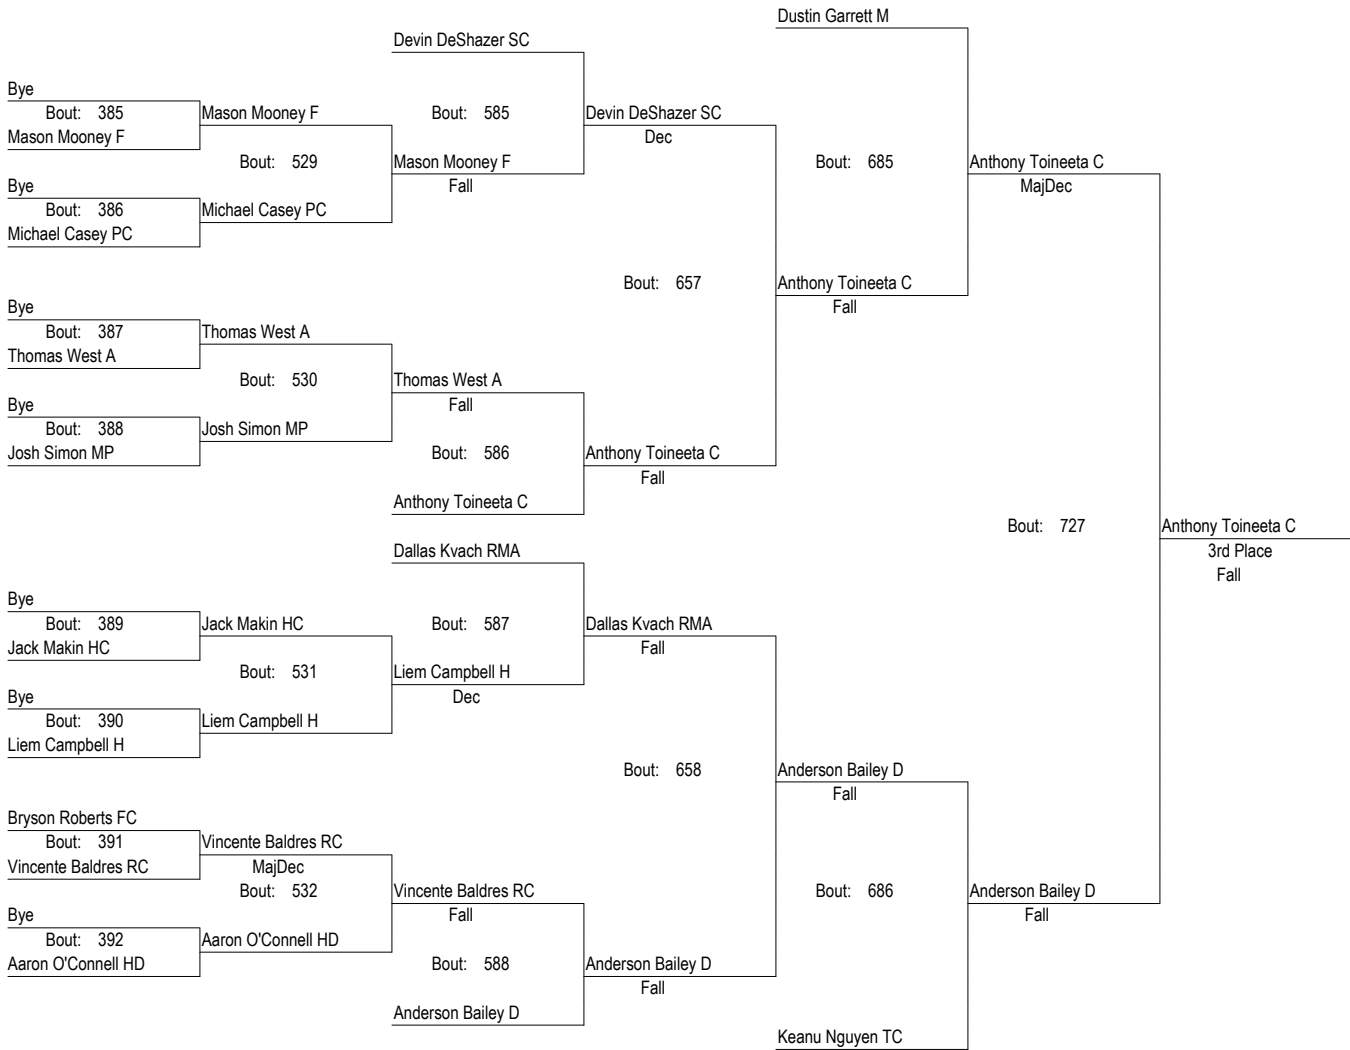 Dustin Garrett M
Devin DeShazer SC
Bye
Bout: 385
Mason Mooney F
Bout: 585
Devin DeShazer SC
Mason Mooney F
Dec
Bout: 529
Mason Mooney F
Bout: 685
Anthony Toineeta C
Bye
Fall
MajDec
Bout: 386
Michael Casey PC
Michael Casey PC
Bout: 657
Anthony Toineeta C
Bye
Fall
Bout: 387
Thomas West A
Thomas West A
Bout: 530
Thomas West A
Bye
Fall
Bout: 388
Josh Simon MP
Josh Simon MP
Bout: 586
Anthony Toineeta C
Fall
Anthony Toineeta C
Bout: 727
Anthony Toineeta C
Dallas Kvach RMA
3rd Place
Fall
Bye
Bout: 389
Jack Makin HC
Bout: 587
Dallas Kvach RMA
Jack Makin HC
Fall
Bout: 531
Liem Campbell H
Bye
Dec
Bout: 390
Liem Campbell H
Liem Campbell H
Bout: 658
Anderson Bailey D
Fall
Bryson Roberts FC
Bout: 391
Vincente Baldres RC
Vincente Baldres RC
MajDec
Bout: 532
Vincente Baldres RC
Bout: 686
Anderson Bailey D
Bye
Fall
Fall
Bout: 392
Aaron O'Connell HD
Aaron O'Connell HD
Bout: 588
Anderson Bailey D
Fall
Anderson Bailey D
Keanu Nguyen TC